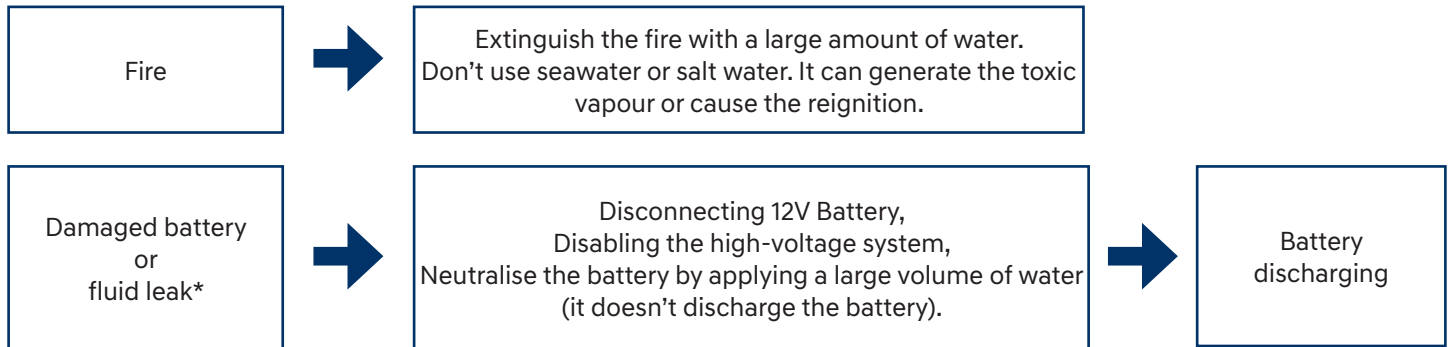 Fire
Extinguish the fire with a large amount of water.
Don’t use seawater or salt water. It can generate the toxic
vapour or cause the reignition.
Damaged battery
or
fluid leak*
Disconnecting 12V Battery,
Disabling the high-voltage system,
Neutralise the battery by applying a large volume of water
(it doesn’t discharge the battery).
Battery
discharging